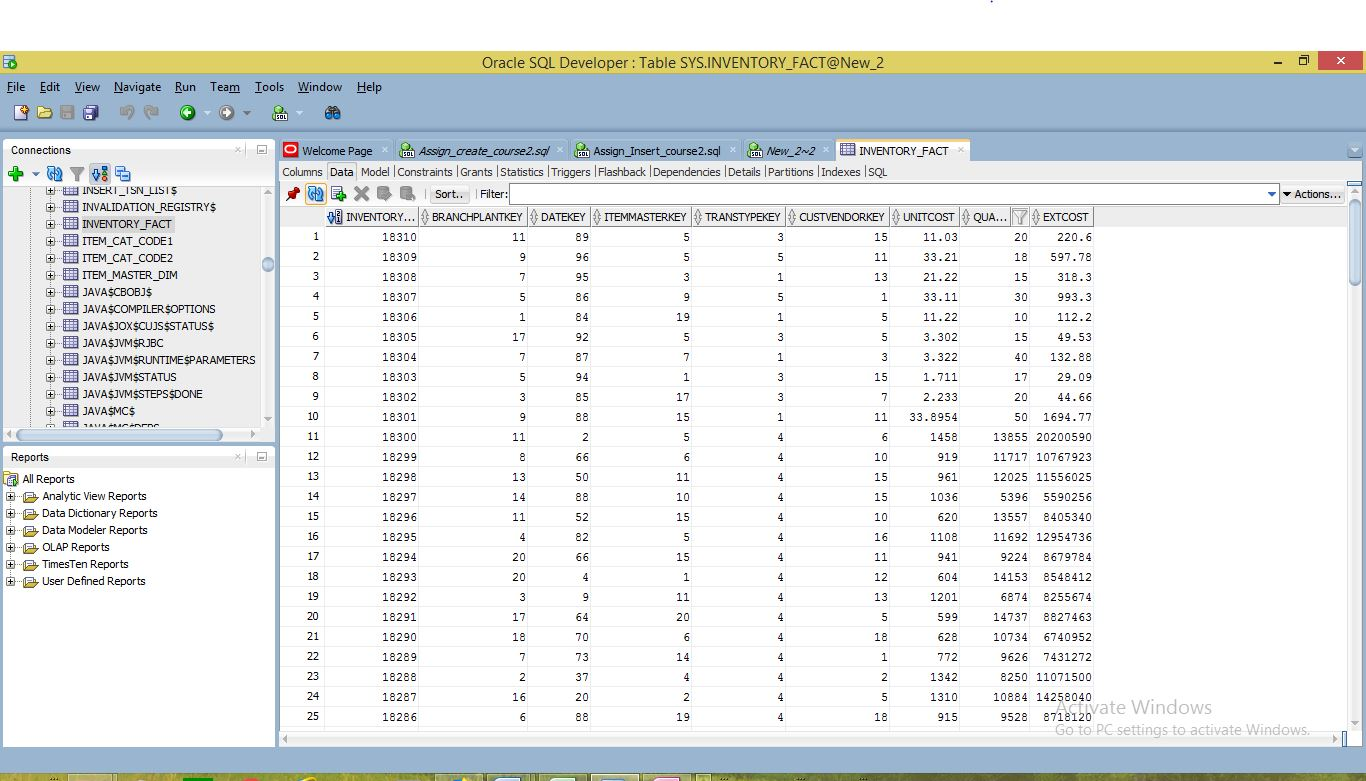 Oracle SQL Developer : Table SYS.INVENTORY_FACT@New_2
File Edit View Navigate Run Team Tools Window Help
Connections
INSERT_TSN_LIST$
INVALIDATION_REGISTRY$
INVENTORY_FACT
ITEM_CAT_CODE1
ITEM_CAT_CODE2
ITEM_MASTER_DIM
JAVA$CBOBJ$
JAVA$COMPILER$OPTIONS
JAVA$JOX$CUJS$STATUS$
JAVA$JVM$RJBC
JAVA$JVM$RUNTIME$PARAMETERS
JAVA$JVM$STATUS
JAVA$JVM$STEPS$DONE
JAVA$MC$
JAVA$MC$DEPS
Reports
All Reports
Analytic View Reports
Data Dictionary Reports
Data Modeler Reports
OLAP Reports
TimesTen Reports
User Defined Reports
Welcome Page Assign_create_course2.sql Assign_Insert_course2.sql New_2~2 INVENTORY_FACT
Columns Data Model Constraints Grants Statistics Triggers Flashback Dependencies Details Partitions Indexes SQL
Sort.. Filter: Actions...
INVENTORY... BRANCHPLANTKEY DATEKEY ITEMMASTERKEY TRANSTYPEKEY CUSTVENDORKEY UNITCOST QUA... EXTCOST
1 18310 11 89 5 3 15 11.03 20 220.6
2 18309 9 96 5 5 11 33.21 18 597.78
3 18308 7 95 3 1 13 21.22 15 318.3
4 18307 5 86 9 5 1 33.11 30 993.3
5 18306 1 84 19 1 5 11.22 10 112.2
6 18305 17 92 5 3 5 3.302 15 49.53
7 18304 7 87 7 1 3 3.322 40 132.88
8 18303 5 94 1 3 15 1.711 17 29.09
9 18302 3 85 17 3 7 2.233 20 44.66
10 18301 9 88 15 1 11 33.8954 50 1694.77
11 18300 11 2 5 4 6 1458 13855 20200590
12 18299 8 66 6 4 10 919 11717 10767923
13 18298 13 50 11 4 15 961 12025 11556025
14 18297 14 88 10 4 15 1036 5396 5590256
15 18296 11 52 15 4 10 620 13557 8405340
16 18295 4 82 5 4 16 1108 11692 12954736
17 18294 20 66 15 4 11 941 9224 8679784
18 18293 20 4 1 4 12 604 14153 8548412
19 18292 3 9 11 4 13 1201 6874 8255674
20 18291 17 64 20 4 5 599 14737 8827463
21 18290 18 70 6 4 18 628 10734 6740952
22 18289 7 73 14 4 1 772 9626 7431272
23 18288 2 37 4 4 2 1342 8250 11071500
24 18287 16 20 2 4 5 1310 10884 14258040
25 18286 6 88 19 4 18 915 9528 8718120
Activate Windows
Go to PC settings to activate Windows.